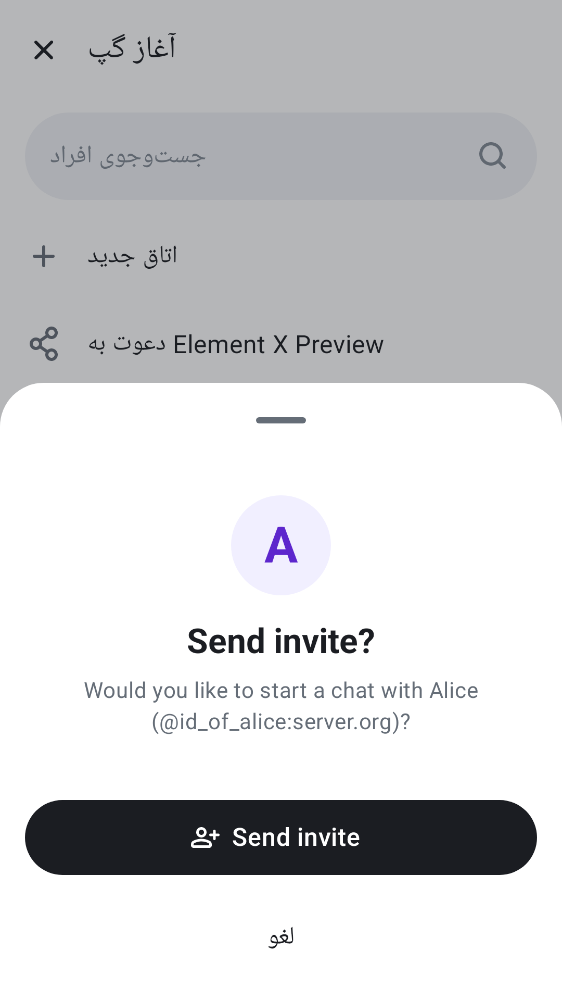 آغاز گپ
جست‌وجوی افراد
اتاق جدید
دعوت به Element X Preview
A
Send invite?
Would you like to start a chat with Alice
(@id_of_alice:server.org)?
Send invite
لغو